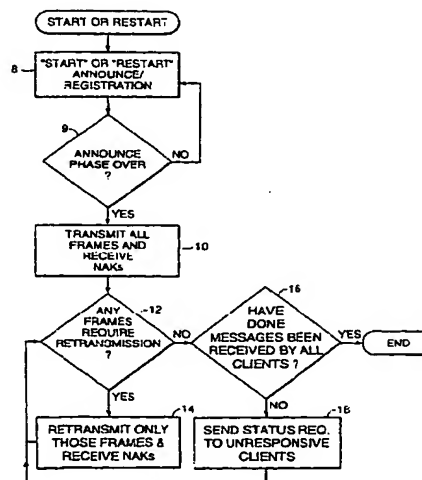 START OR RESTART
8
"START" OR "RESTART"
ANNOUNCE/
REGISTRATION
9
ANNOUNCE
PHASE OVER
?
NO
YES
TRANSMIT ALL
FRAMES AND
RECEIVE
NAKs
10
ANY
FRAMES
REQUIRE
RETRANSMISSION
?
12
NO
16
HAVE
DONE
MESSAGES BEEN
RECEIVED BY ALL
CLIENTS ?
YES
END
YES
NO
14
RETRANSMIT ONLY
THOSE FRAMES &
RECEIVE NAKs
18
SEND STATUS REQ.
TO UNRESPONSIVE
CLIENTS